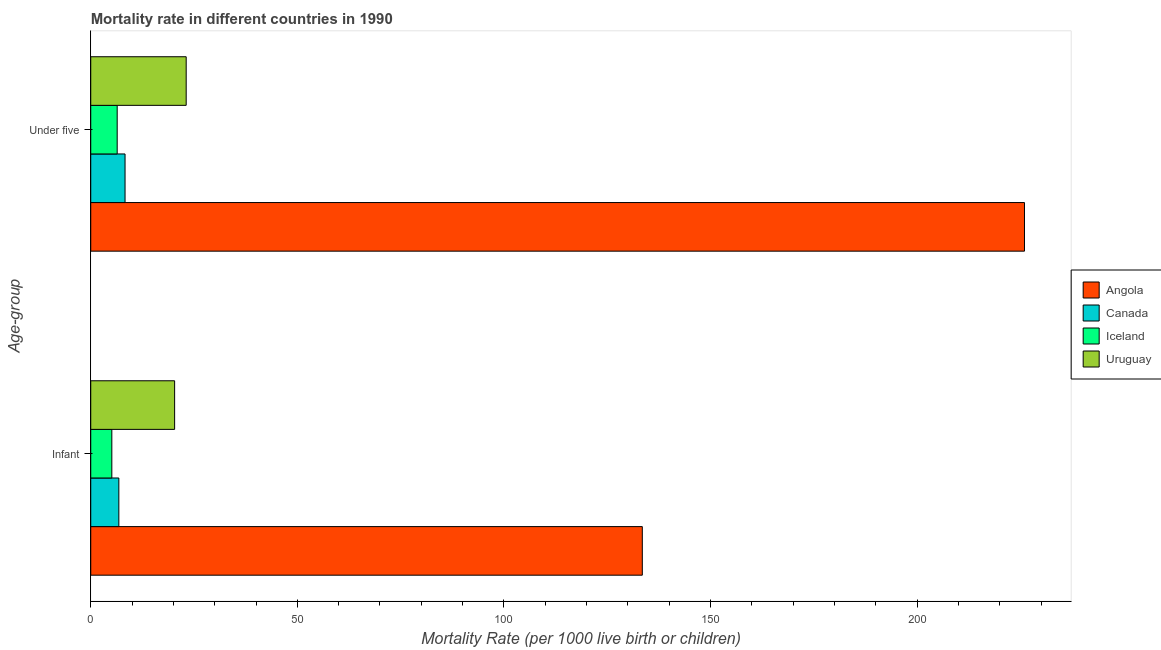 Mortality rate in different countries in 1990
Age-group
Under five
Infant
0
50
100
150
200
Mortality Rate (per 1000 live birth or children)
Angola
Canada
Iceland
Uruguay